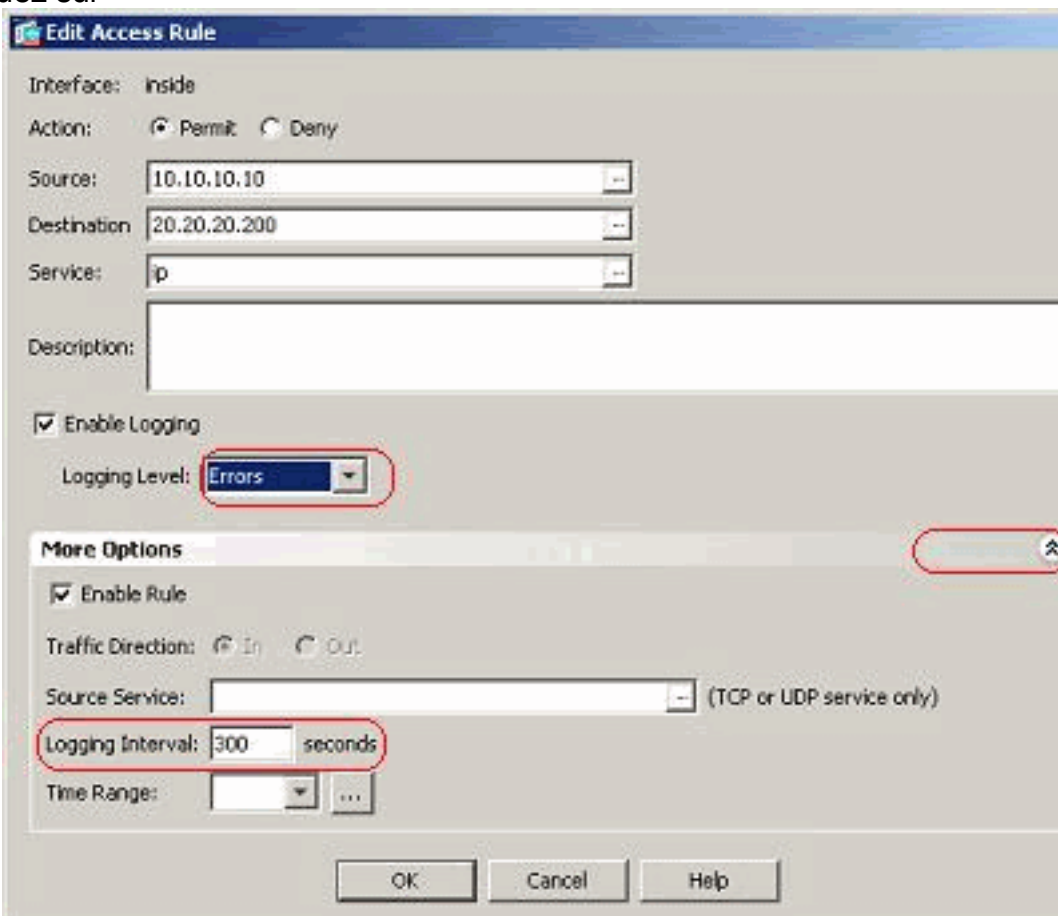 Edit Access Rule
Interface: inside
Action: Permit Deny
Source: 10.10.10.10 ...
Destination 20.20.20.200 ...
Service: ip ...
Description:
Enable Logging
Logging Level: Errors
More Options
Enable Rule
Traffic Direction: In Out
Source Service: ... (TCP or UDP service only)
Logging Interval: 300 seconds
Time Range: ...
OK Cancel Help